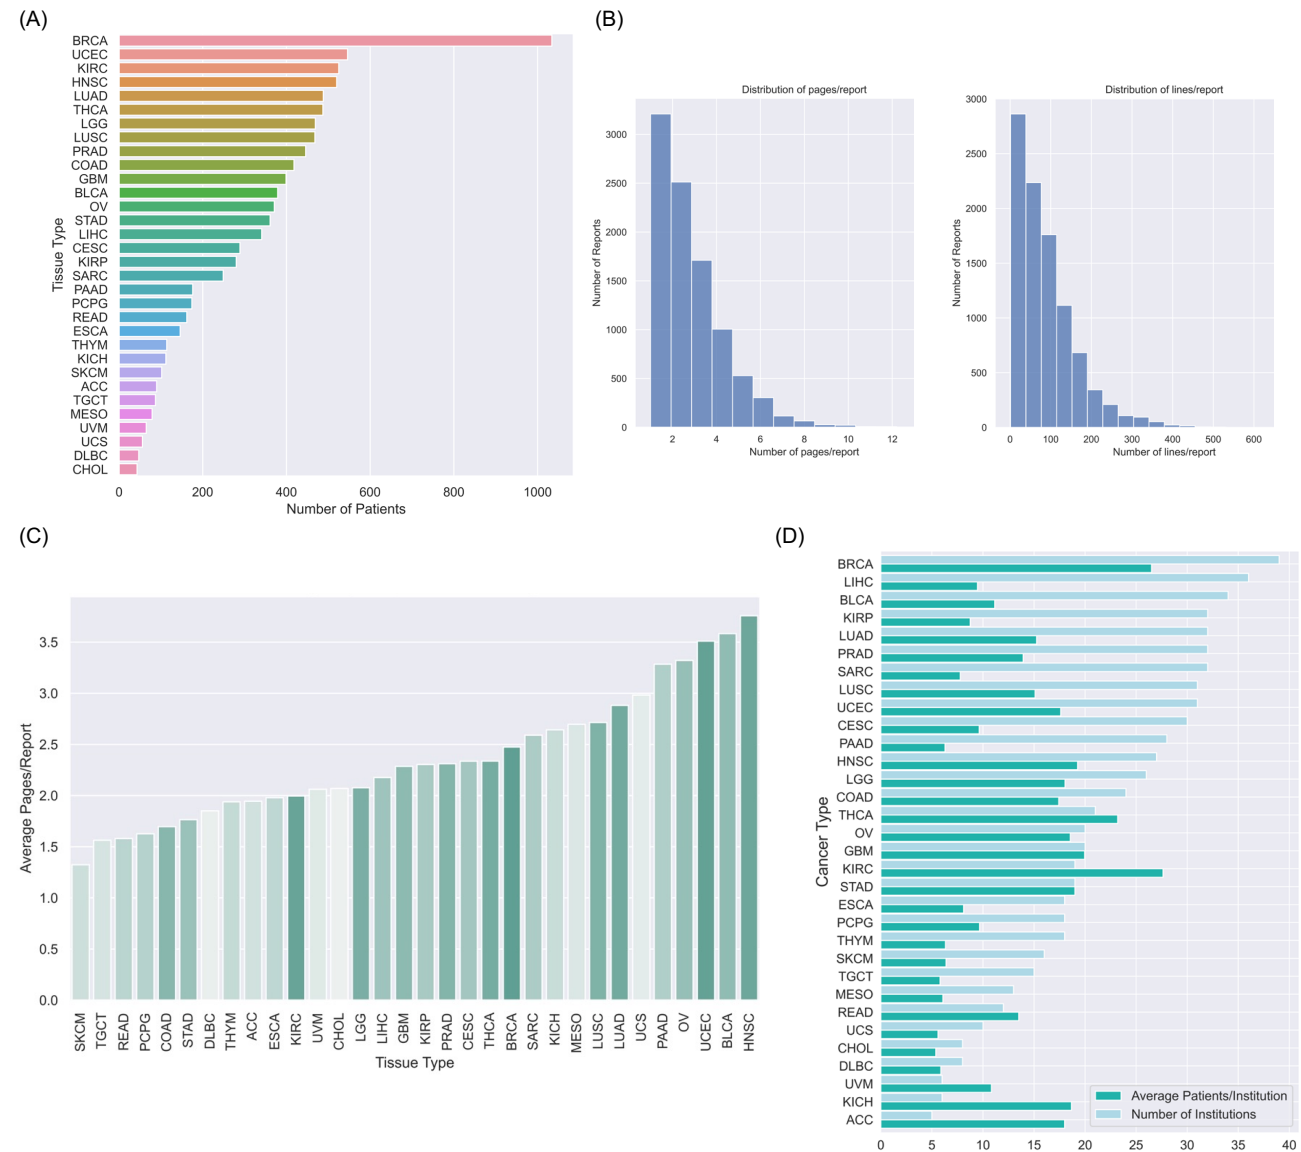 (A)
BRCA
UCEC
KIRC
HNSC
LUAD
THCA
LGG
LUSC
PRAD
COAD
GBM
BLCA
OV
STAD
LIHC
CESC
KIRP
SARC
PAAD
PCPG
READ
ESCA
THYM
KICH
SKCM
ACC
TGCT
MESO
UVM
UCS
DLBC
CHOL
Tissue Type
0 200 400 600 800 1000
Number of Patients
(B)
Distribution of pages/report
3000
2500
2000
1500
1000
500
0
Number of Reports
2 4 6 8 10 12
Number of pages/report
Distribution of lines/report
3000
2500
2000
1500
1000
500
0
Number of Reports
0 100 200 300 400 500 600
Number of lines/report
(C)
3.5
3.0
2.5
2.0
1.5
1.0
0.5
0.0
Average Pages/Report
SKCM TGCT READ PCPG COAD STAD DLBC THYM ACC ESCA KIRC UVM CHOL LGG LIHC GBM KIRP PRAD CESC THCA BRCA SARC KICH MESO LUSC LUAD UCS PAAD OV UCEC BLCA HNSC
Tissue Type
(D)
BRCA
LIHC
BLCA
KIRP
LUAD
PRAD
SARC
LUSC
UCEC
CESC
PAAD
HNSC
LGG
COAD
THCA
OV
GBM
KIRC
STAD
ESCA
PCPG
THYM
SKCM
TGCT
MESO
READ
UCS
CHOL
DLBC
UVM
KICH
ACC
Cancer Type
Average Patients/Institution
Number of Institutions
0 5 10 15 20 25 30 35 40